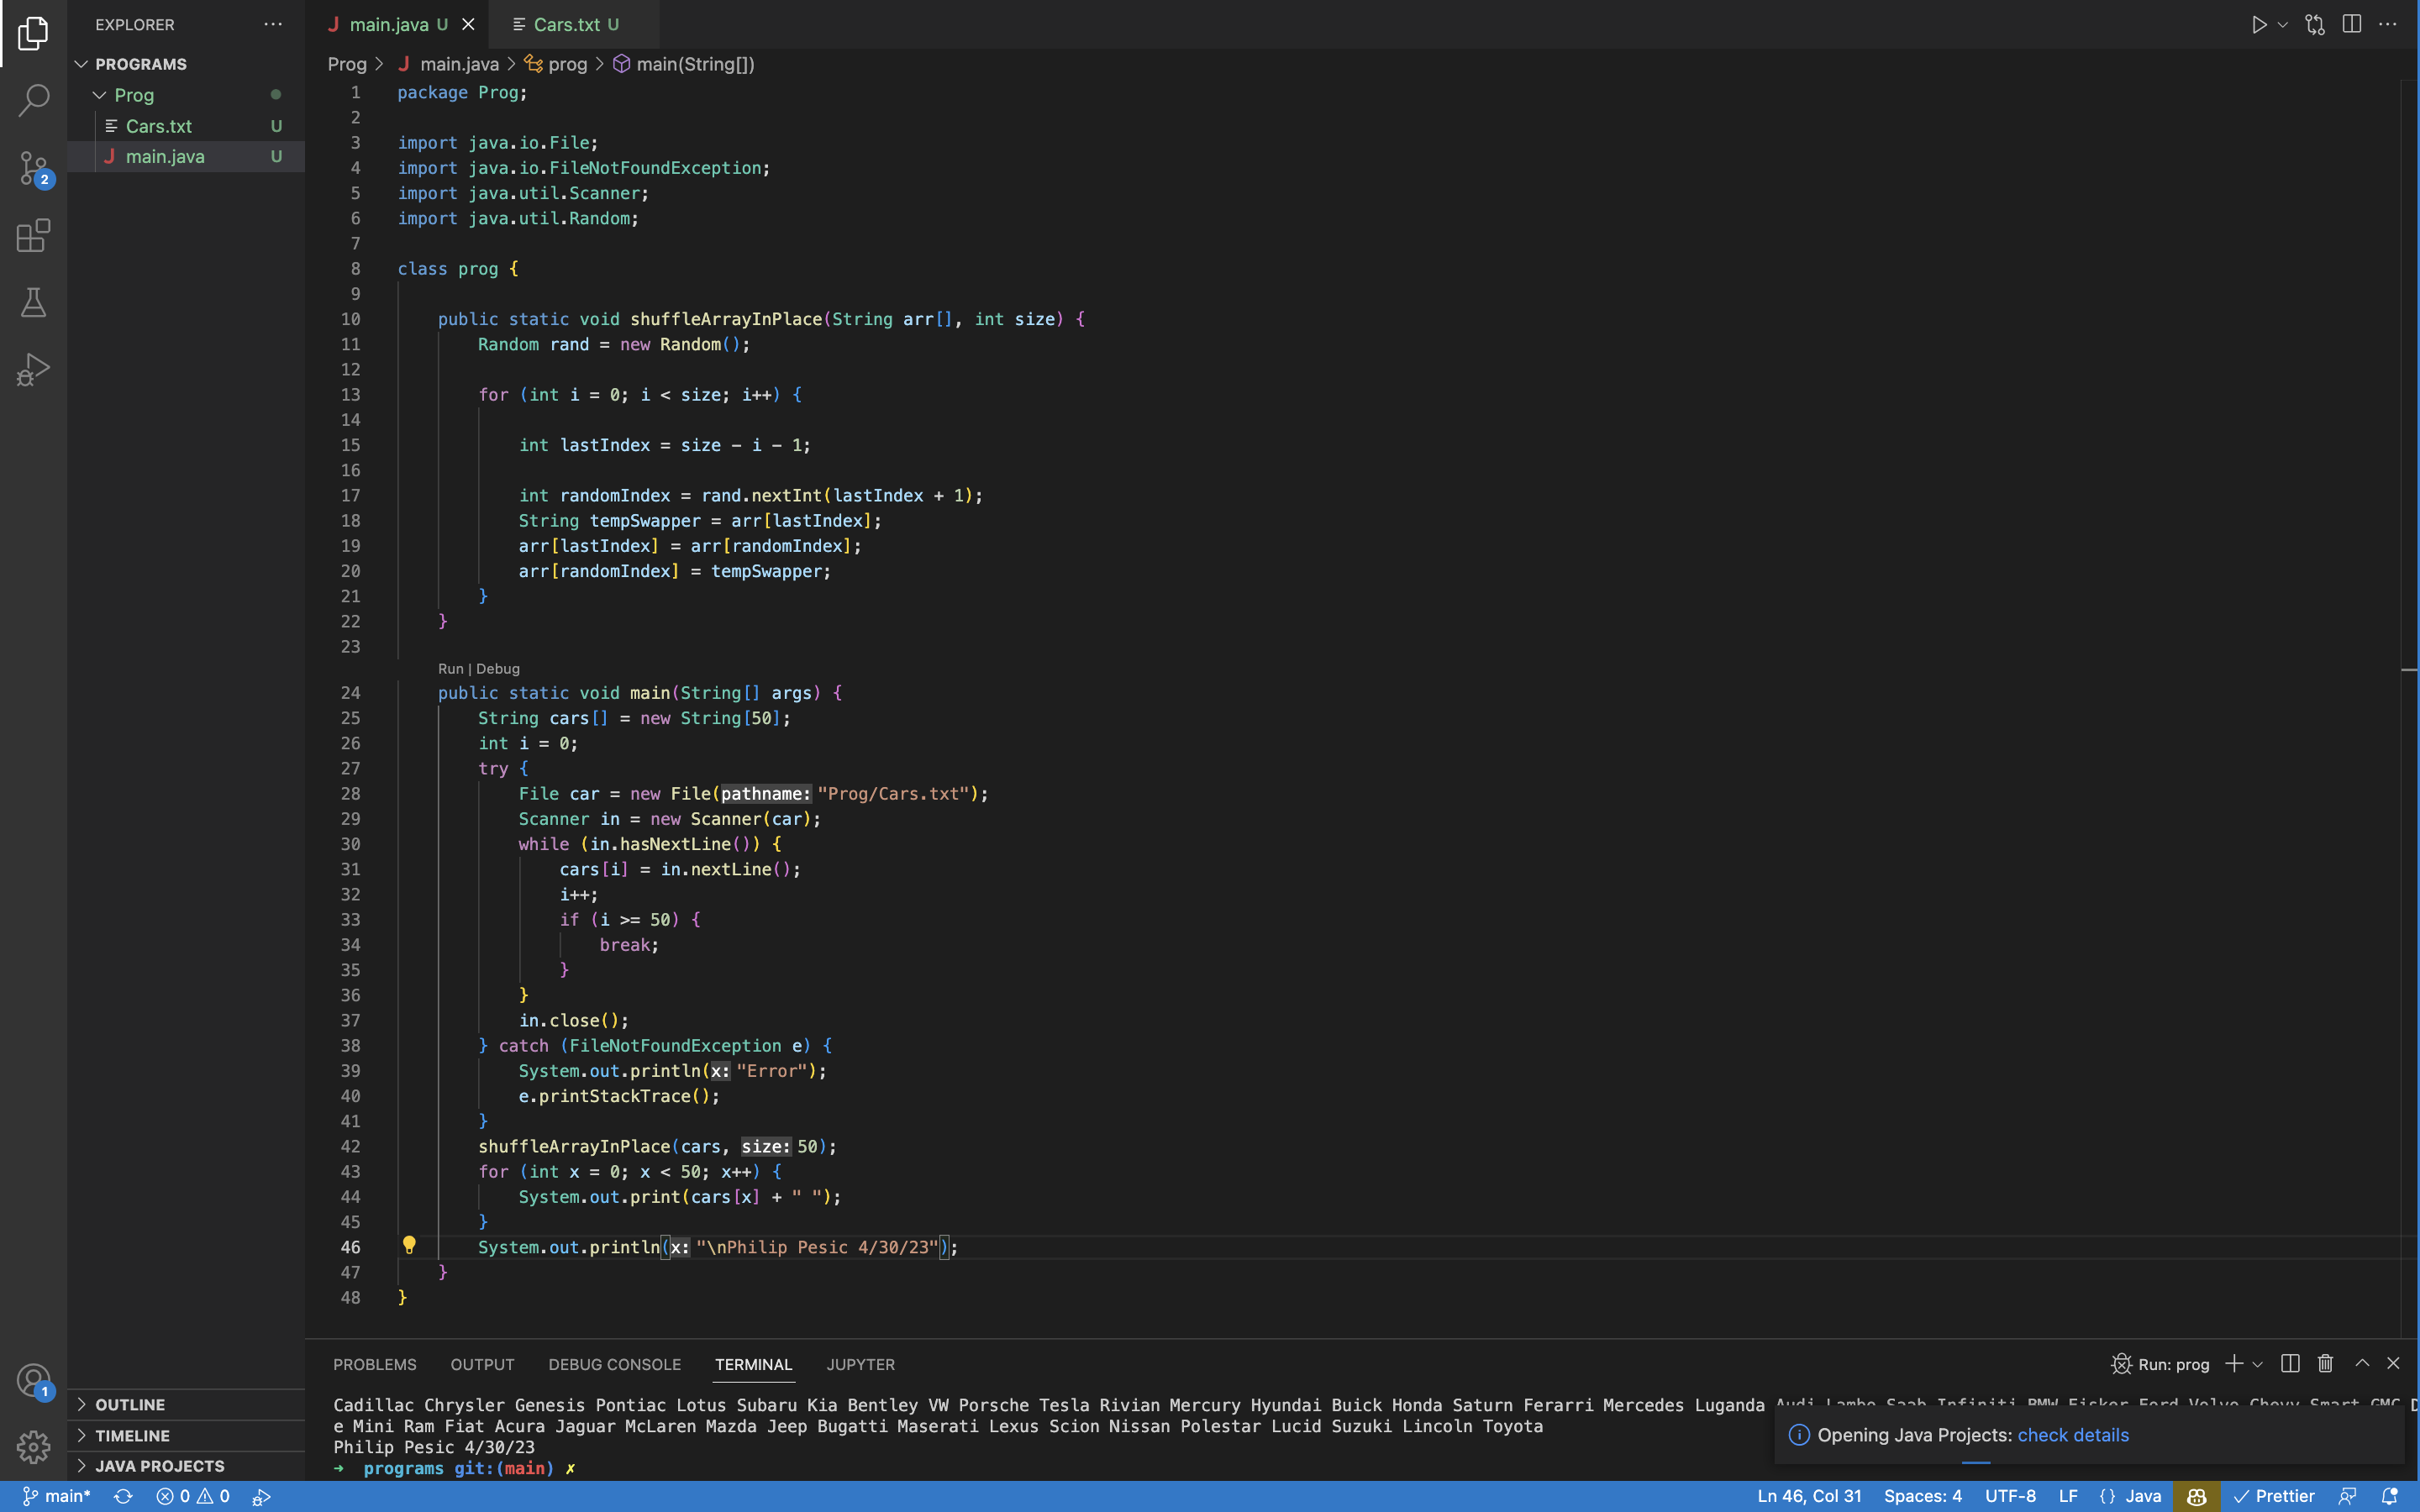 EXPLORER
PROGRAMS
Prog
Cars.txt U
main.java U
2
1
OUTLINE
TIMELINE
JAVA PROJECTS
main.java U
Cars.txt U
Prog > main.java > prog > main(String[])
1 package Prog;
2
3 import java.io.File;
4 import java.io.FileNotFoundException;
5 import java.util.Scanner;
6 import java.util.Random;
7
8 class prog {
9
10 public static void shuffleArrayInPlace(String arr[], int size) {
11 Random rand = new Random();
12
13 for (int i = 0; i < size; i++) {
14
15 int lastIndex = size - i - 1;
16
17 int randomIndex = rand.nextInt(lastIndex + 1);
18 String tempSwapper = arr[lastIndex];
19 arr[lastIndex] = arr[randomIndex];
20 arr[randomIndex] = tempSwapper;
21 }
22 }
23
Run | Debug
24 public static void main(String[] args) {
25 String cars[] = new String[50];
26 int i = 0;
27 try {
28 File car = new File(pathname: "Prog/Cars.txt");
29 Scanner in = new Scanner(car);
30 while (in.hasNextLine()) {
31 cars[i] = in.nextLine();
32 i++;
33 if (i >= 50) {
34 break;
35 }
36 }
37 in.close();
38 } catch (FileNotFoundException e) {
39 System.out.println(x: "Error");
40 e.printStackTrace();
41 }
42 shuffleArrayInPlace(cars, size: 50);
43 for (int x = 0; x < 50; x++) {
44 System.out.print(cars[x] + " ");
45 }
46 System.out.println(x: "\nPhilip Pesic 4/30/23");
47 }
48 }
PROBLEMS OUTPUT DEBUG CONSOLE TERMINAL JUPYTER
Run: prog
Cadillac Chrysler Genesis Pontiac Lotus Subaru Kia Bentley VW Porsche Tesla Rivian Mercury Hyundai Buick Honda Saturn Ferarri Mercedes Luganda Audi Lambo Saab Infiniti BMW Fisker Ford Volvo Chevy Smart GMC D
e Mini Ram Fiat Acura Jaguar McLaren Mazda Jeep Bugatti Maserati Lexus Scion Nissan Polestar Lucid Suzuki Lincoln Toyota
Philip Pesic 4/30/23
➜ programs git:(main) ✗
Opening Java Projects: check details
main* 0 0
Ln 46, Col 31 Spaces: 4 UTF-8 LF {} Java Prettier